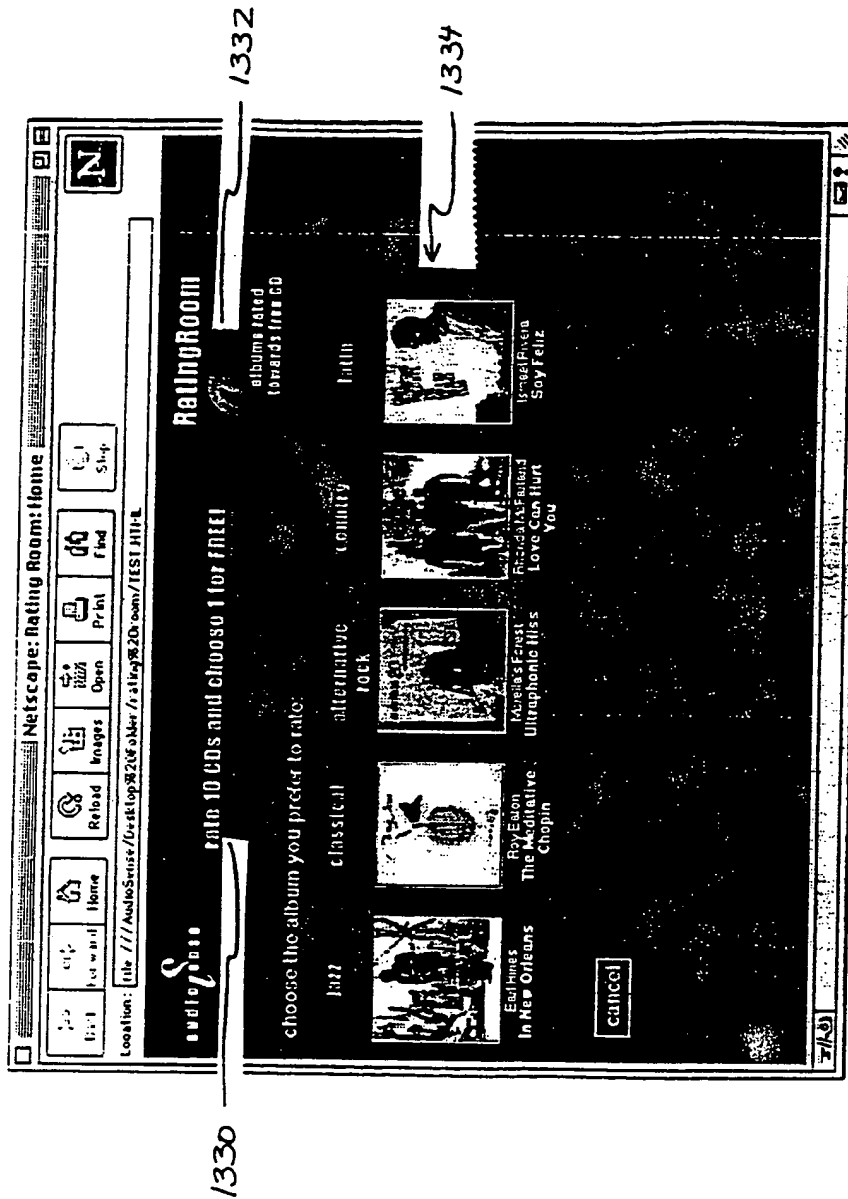 Netscape: Rating Room: Home
Forward Home Reload Images Open Print Find Stop
Location: file:///AudioSense/Desktop%20Folder/rating%20room/TEST.HTML
audiosense
rate 10 CDs and choose 1 for FREE!
RatingRoom
albums rated
towards free CD
choose the album you prefer to rate:
jazz
classical
alternative
rock
country
latin
Earl Hines
In New Orleans
Roy Eaton
The Meditative
Chopin
Murella's Forest
Ultraphonic Hiss
Love Can Hurt
You
Ismael Rivera
Soy Feliz
cancel
1330
1332
1334